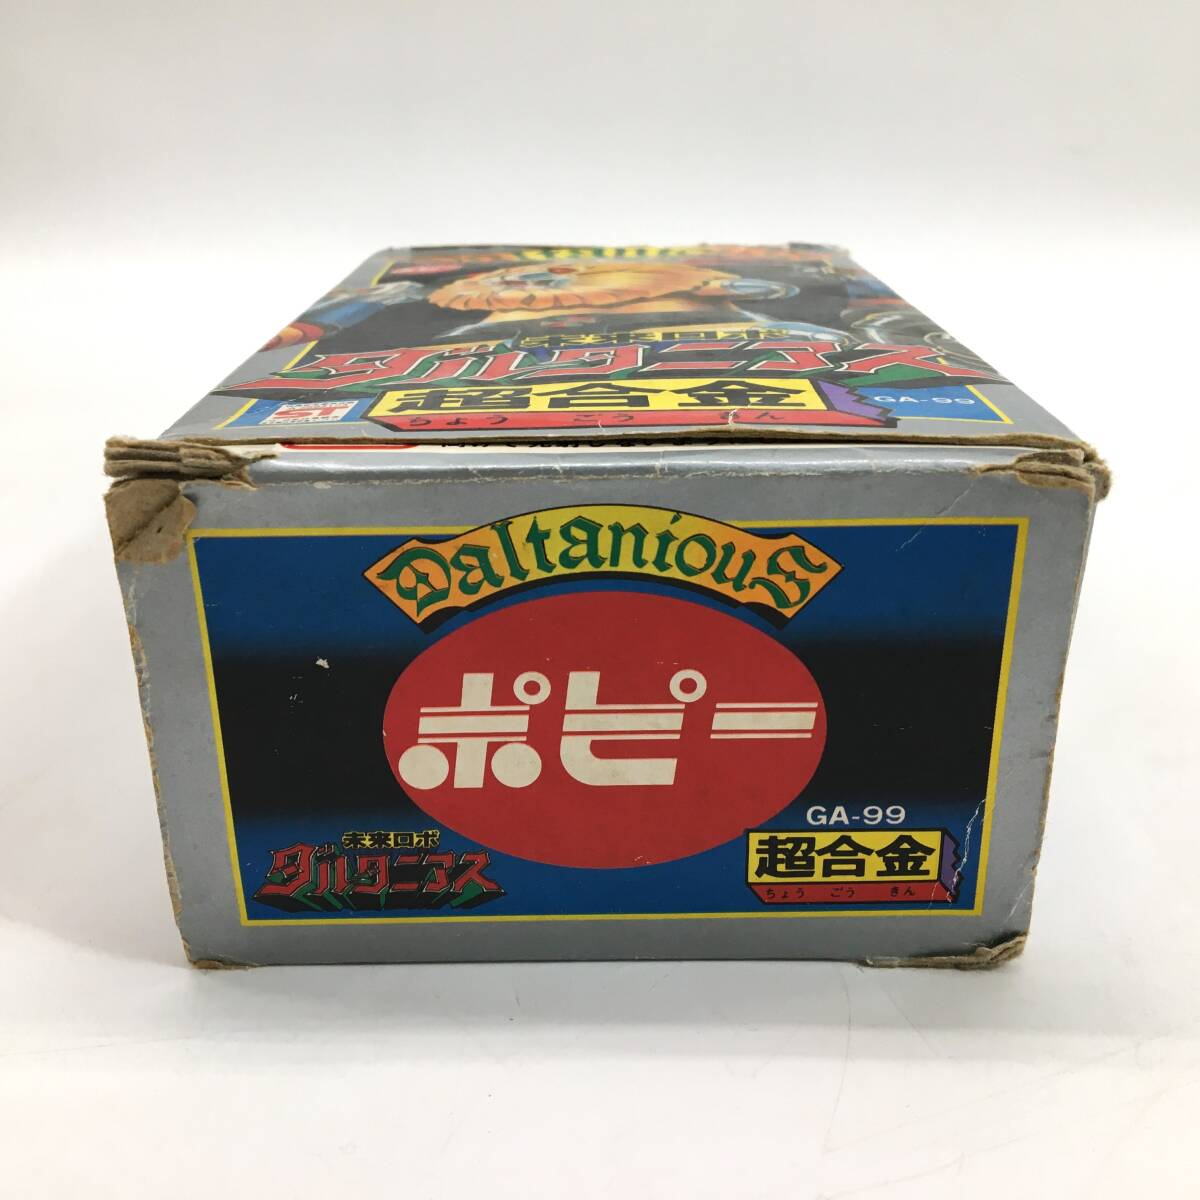 未来ロボ
ダルタニアス
超合金
ちょう ごう きん
ST
GA-99
Daltanious
ポピー
GA-99
未来ロボ
ダルタニアス
超合金
ちょう ごう きん